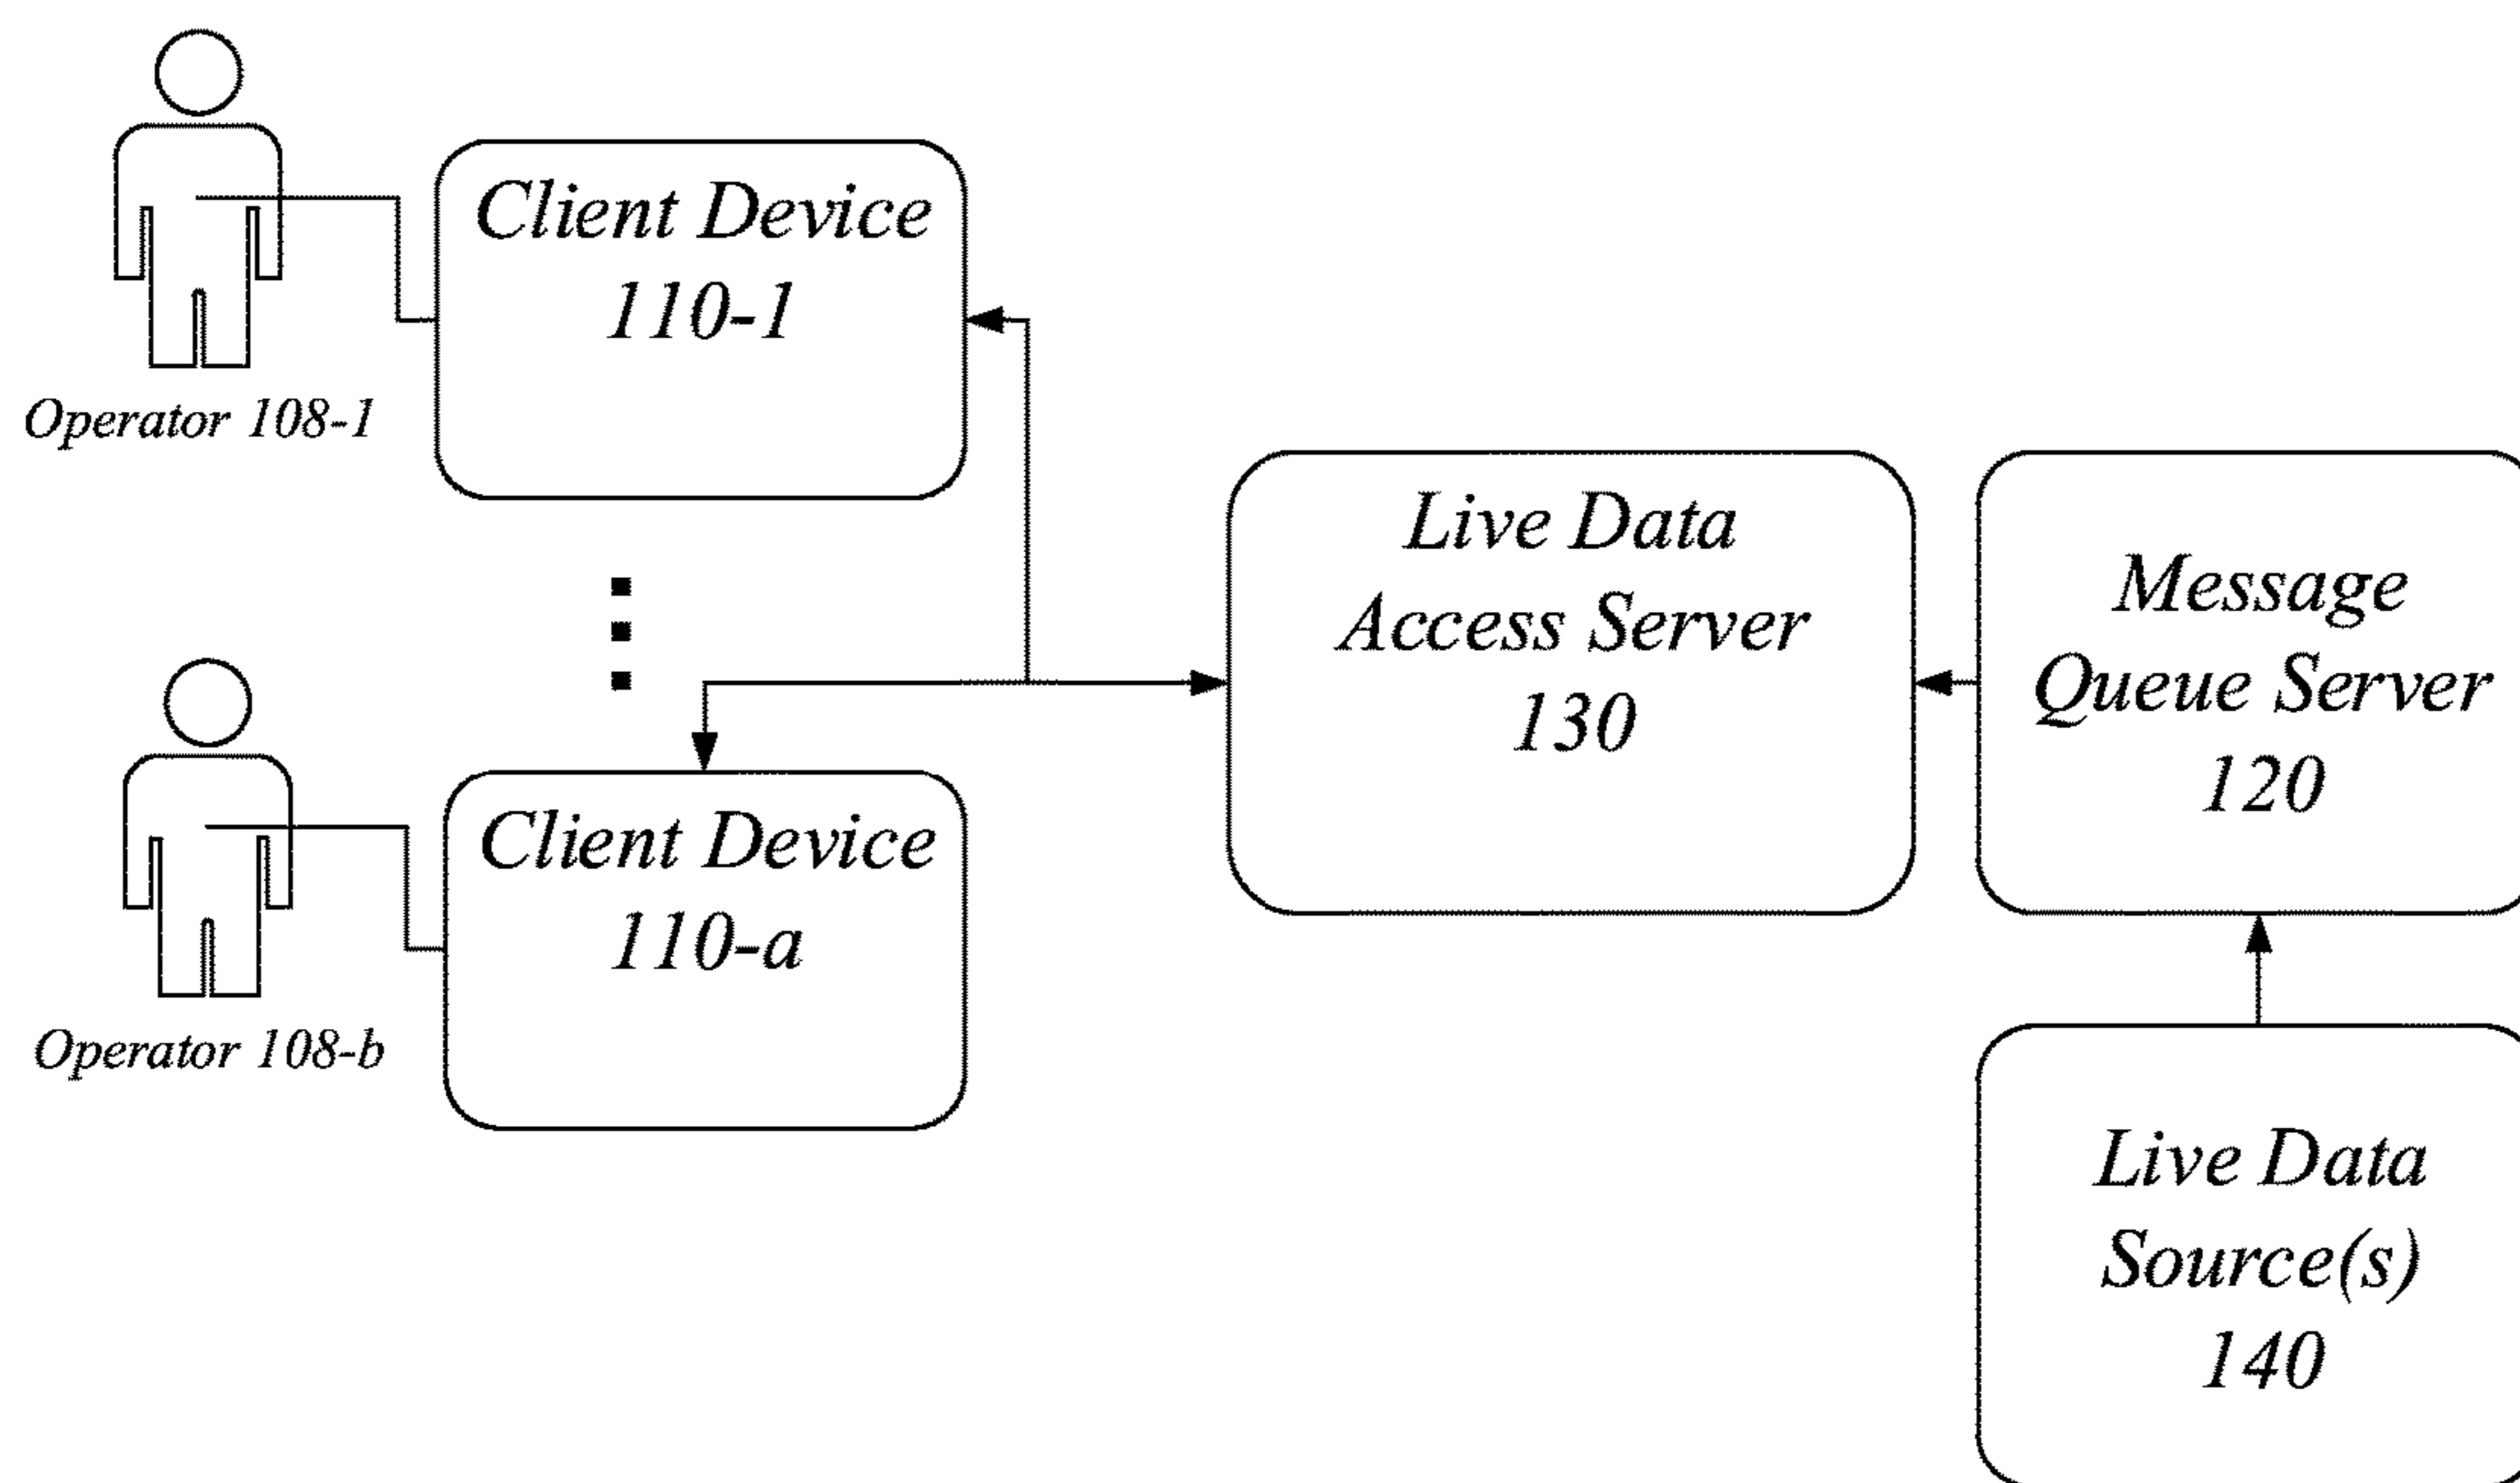 Client Device
110-1
Operator 108-1
Live Data
Access Server
130
Message
Queue Server
120
Client Device
110-a
Operator 108-b
Live Data
Source(s)
140